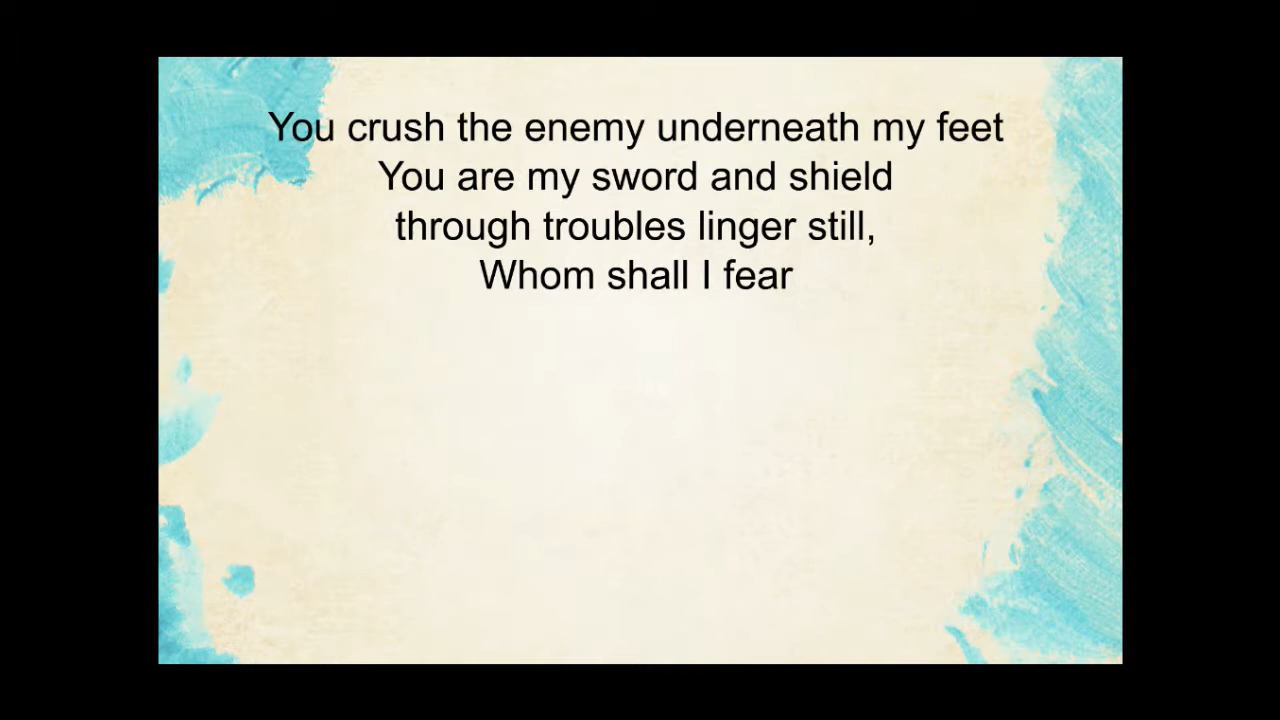 You crush the enemy underneath my feet
You are my sword and shield
through troubles linger still,
Whom shall I fear